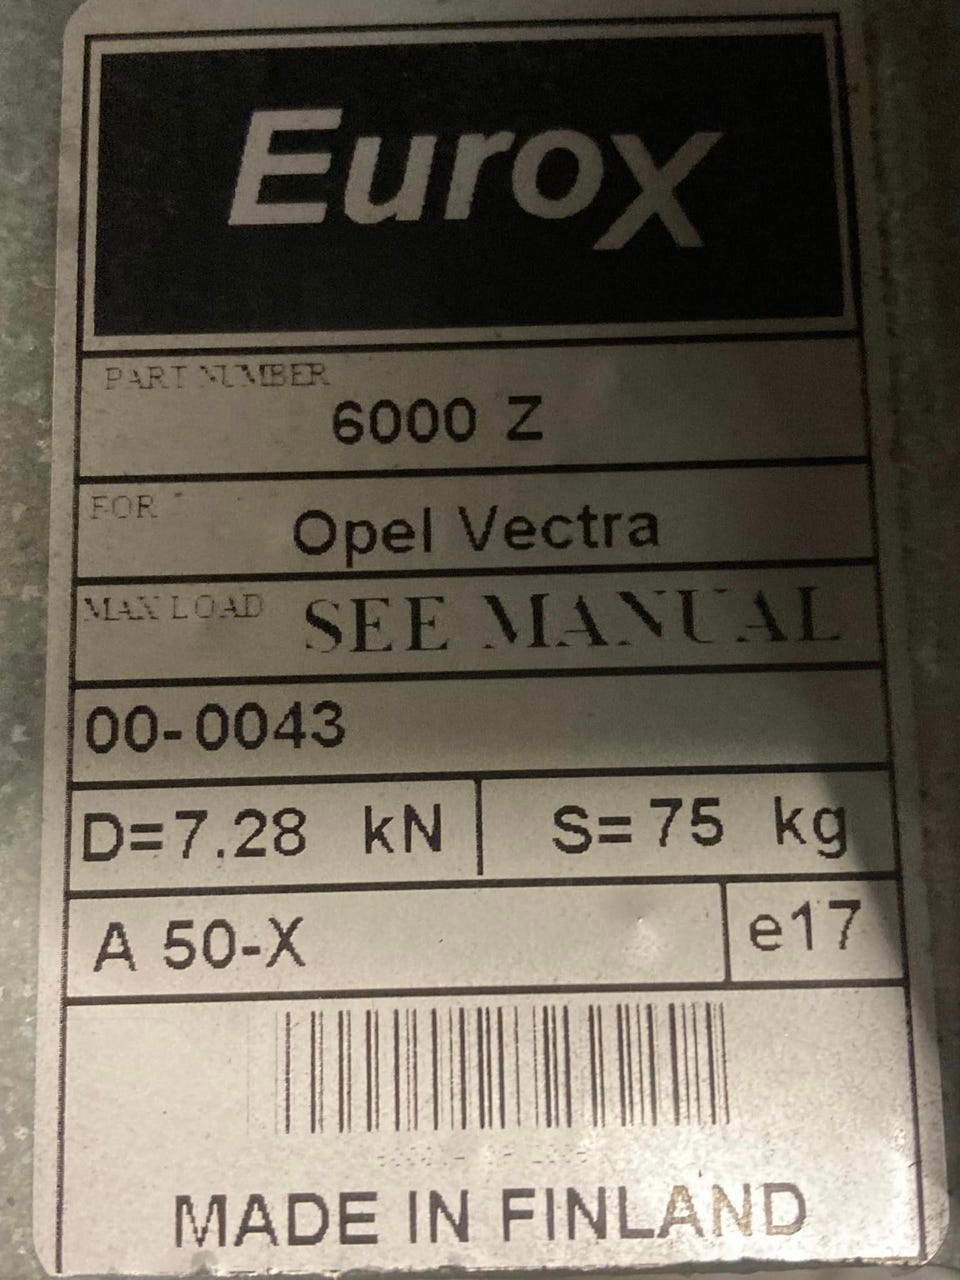 Eurox
PART NUMBER
6000 Z
FOR
Opel Vectra
MAX LOAD SEE MANUAL
00-0043
D=7.28 kN S=75 kg
A 50-X e17
MADE IN FINLAND